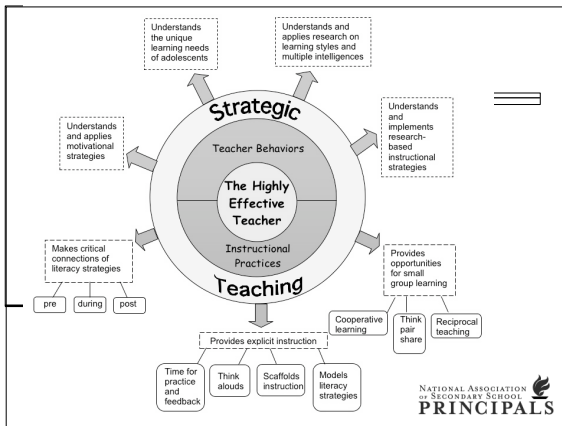 Understands
the unique
learning needs
of adolescents
Understands and
applies research on
learning styles and
multiple intelligences
Understands
and applies
motivational
strategies
Understands
and
implements
research-
based
instructional
strategies
Strategic
Teacher Behaviors
The Highly
Effective
Teacher
Instructional
Practices
Teaching
Makes critical
connections of
literacy strategies
pre
during
post
Provides
opportunities
for small
group learning
Cooperative
learning
Think
pair
share
Reciprocal
teaching
Provides explicit instruction
Time for
practice
and
feedback
Think
alouds
Scaffolds
instruction
Models
literacy
strategies
National Association
of Secondary School
PRINCIPALS